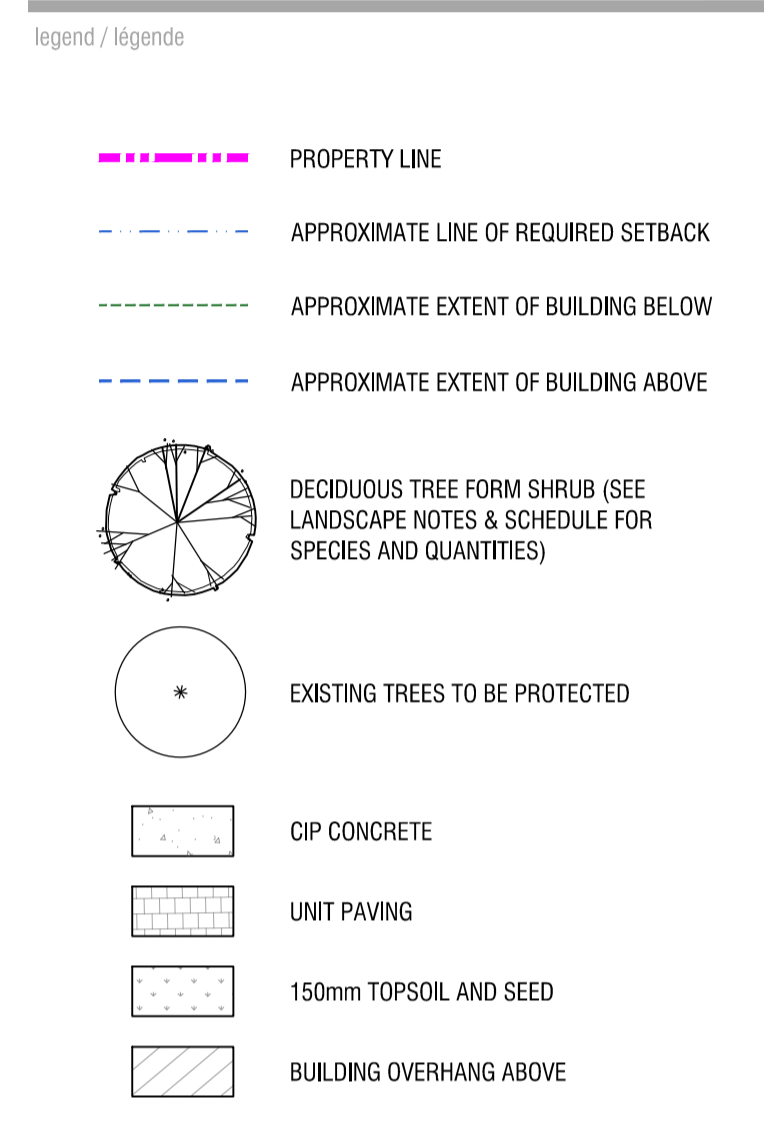 legend / légende
PROPERTY LINE
APPROXIMATE LINE OF REQUIRED SETBACK
APPROXIMATE EXTENT OF BUILDING BELOW
APPROXIMATE EXTENT OF BUILDING ABOVE
DECIDUOUS TREE FORM SHRUB (SEE
LANDSCAPE NOTES & SCHEDULE FOR
SPECIES AND QUANTITIES)
EXISTING TREES TO BE PROTECTED
CIP CONCRETE
UNIT PAVING
150mm TOPSOIL AND SEED
BUILDING OVERHANG ABOVE